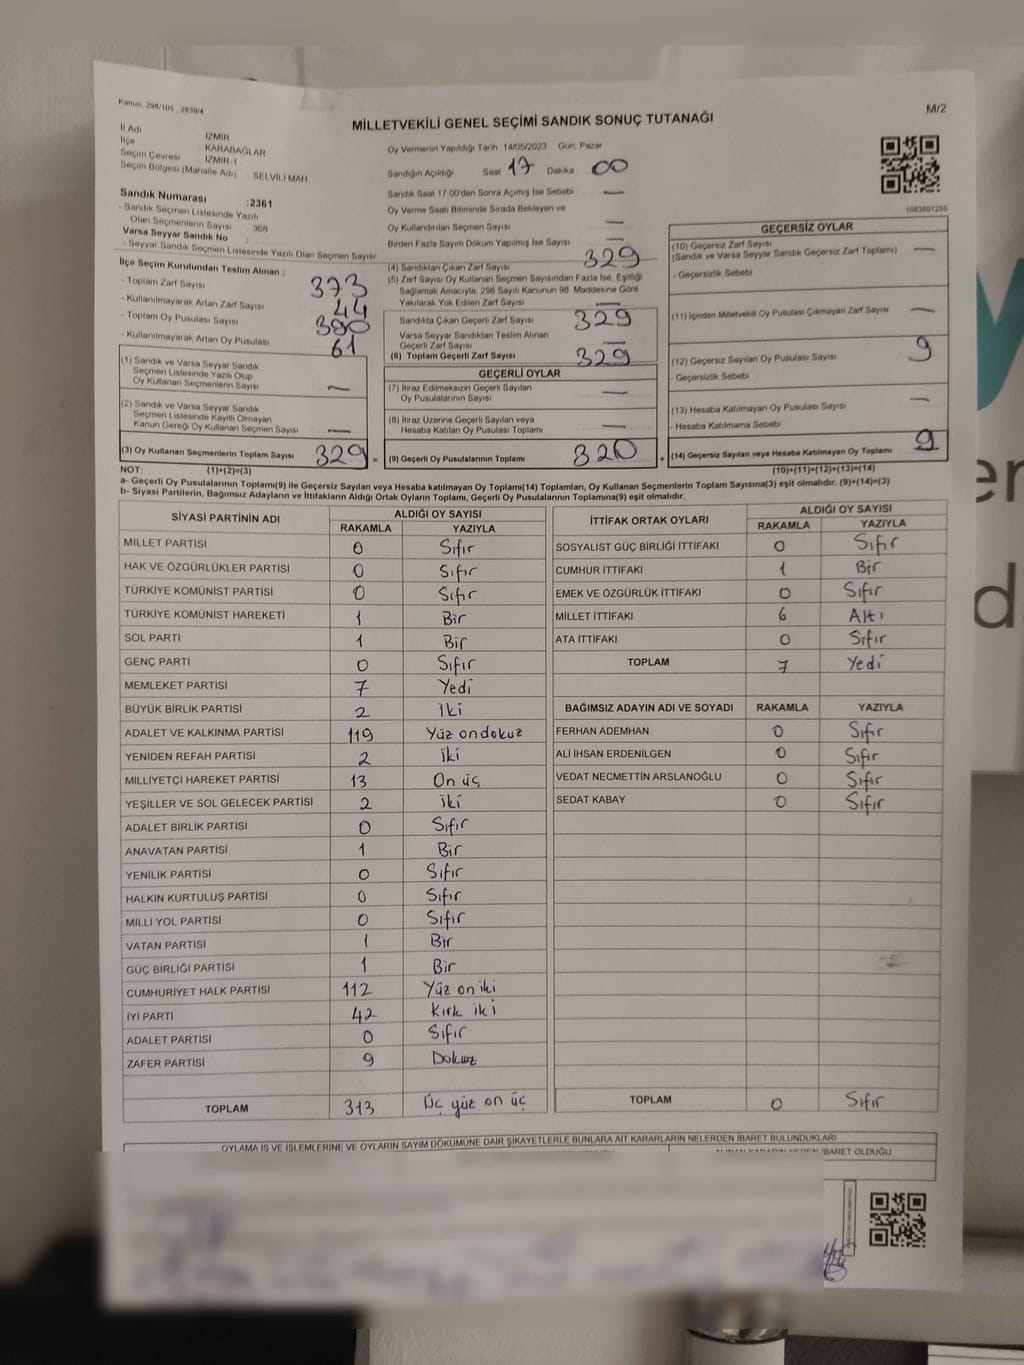 Kanun. 298/105 . 2839/4
M/2
MİLLETVEKİLİ GENEL SEÇİMİ SANDIK SONUÇ TUTANAĞI
İl Adı İZMİR
İlçe KARABAĞLAR
Seçim Çevresi İZMİR-1
Seçim Bölgesi (Mahalle Adı) SELVİLİ MAH.
Sandık Numarası :2361
- Sandık Seçmen Listesinde Yazılı
Olan Seçmenlerin Sayısı 368
Varsa Seyyar Sandık No :
- Seyyar Sandık Seçmen Listesinde Yazılı Olan Seçmen Sayısı
İlçe Seçim Kurulundan Teslim Alınan ;
- Toplam Zarf Sayısı 373
- Kullanılmayarak Artan Zarf Sayısı 44
- Toplam Oy Pusulası Sayısı 390
- Kullanılmayarak Artan Oy Pusulası 61
(1) Sandık ve Varsa Seyyar Sandık
Seçmen Listesinde Yazılı Olup
Oy Kullanan Seçmenlerin Sayısı —
(2) Sandık ve Varsa Seyyar Sandık
Seçmen Listesinde Kayıtlı Olmayan
Kanun Gereği Oy Kullanan Seçmen Sayısı —
(3) Oy Kullanan Seçmenlerin Toplam Sayısı 329 =
Oy Vermenin Yapıldığı Tarih 14/05/2023 Gün: Pazar
Sandığın Açıldığı Saat 17 Dakika 00
Sandık Saat 17.00'den Sonra Açılmış İse Sebebi —
Oy Verme Saati Bitiminde Sırada Bekleyen ve
Oy Kullandırılan Seçmen Sayısı —
Birden Fazla Sayım Döküm Yapılmış İse Sayısı —
(4) Sandıktan Çıkan Zarf Sayısı 329
(5) Zarf Sayısı Oy Kullanan Seçmen Sayısından Fazla İse, Eşitliği
Sağlamak Amacıyla, 298 Sayılı Kanunun 98. Maddesine Göre
Yakılarak Yok Edilen Zarf Sayısı —
Sandıkta Çıkan Geçerli Zarf Sayısı 329
Varsa Seyyar Sandıktan Teslim Alınan
Geçerli Zarf Sayısı —
(6) Toplam Geçerli Zarf Sayısı 329
GEÇERLİ OYLAR
(7) İtiraz Edilmeksizin Geçerli Sayılan
Oy Pusulalarının Sayısı —
(8) İtiraz Üzerine Geçerli Sayılan veya
Hesaba Katılan Oy Pusulası Toplamı —
(9) Geçerli Oy Pusulalarının Toplamı 320 +
1083801255
GEÇERSİZ OYLAR
(10) Geçersiz Zarf Sayısı
(Sandık ve Varsa Seyyar Sandık Geçersiz Zarf Toplamı) —
- Geçersizlik Sebebi
(11) İçinden Milletvekili Oy Pusulası Çıkmayan Zarf Sayısı —
(12) Geçersiz Sayılan Oy Pusulası Sayısı 9
- Geçersizlik Sebebi
(13) Hesaba Katılmayan Oy Pusulası Sayısı —
- Hesaba Katılmama Sebebi
(14) Geçersiz Sayılan veya Hesaba Katılmayan Oy Toplamı 9
NOT: (1)+(2)=(3) (10)+(11)+(12)+(13)=(14)
a- Geçerli Oy Pusulalarının Toplamı(9) ile Geçersiz Sayılan veya Hesaba katılmayan Oy Toplamı(14) Toplamları, Oy Kullanan Seçmenlerin Toplam Sayısına(3) eşit olmalıdır. (9)+(14)=(3)
b- Siyasi Partilerin, Bağımsız Adayların ve İttifakların Aldığı Ortak Oyların Toplamı, Geçerli Oy Pusulalarının Toplamına(9) eşit olmalıdır.
SİYASİ PARTİNİN ADI ALDIĞI OY SAYISI
RAKAMLA YAZIYLA
MİLLET PARTİSİ 0 Sıfır
HAK VE ÖZGÜRLÜKLER PARTİSİ 0 Sıfır
TÜRKİYE KOMÜNİST PARTİSİ 0 Sıfır
TÜRKİYE KOMÜNİST HAREKETİ 1 Bir
SOL PARTİ 1 Bir
GENÇ PARTİ 0 Sıfır
MEMLEKET PARTİSİ 7 Yedi
BÜYÜK BİRLİK PARTİSİ 2 İki
ADALET VE KALKINMA PARTİSİ 119 Yüz ondokuz
YENİDEN REFAH PARTİSİ 2 iki
MİLLİYETÇİ HAREKET PARTİSİ 13 On üç
YEŞİLLER VE SOL GELECEK PARTİSİ 2 iki
ADALET BİRLİK PARTİSİ 0 Sıfır
ANAVATAN PARTİSİ 1 Bir
YENİLİK PARTİSİ 0 Sıfır
HALKIN KURTULUŞ PARTİSİ 0 Sıfır
MİLLİ YOL PARTİSİ 0 Sıfır
VATAN PARTİSİ 1 Bir
GÜÇ BİRLİĞİ PARTİSİ 1 Bir
CUMHURİYET HALK PARTİSİ 112 Yüz on iki
İYİ PARTİ 42 Kırk iki
ADALET PARTİSİ 0 Sıfır
ZAFER PARTİSİ 9 Dokuz
TOPLAM 313 Üç yüz on üç
İTTİFAK ORTAK OYLARI ALDIĞI OY SAYISI
RAKAMLA YAZIYLA
SOSYALİST GÜÇ BİRLİĞİ İTTİFAKI 0 Sıfır
CUMHUR İTTİFAKI 1 Bir
EMEK VE ÖZGÜRLÜK İTTİFAKI 0 Sıfır
MİLLET İTTİFAKI 6 Altı
ATA İTTİFAKI 0 Sıfır
TOPLAM 7 Yedi
BAĞIMSIZ ADAYIN ADI VE SOYADI RAKAMLA YAZIYLA
FERHAN ADEMHAN 0 Sıfır
ALİ İHSAN ERDENİLGEN 0 Sıfır
VEDAT NECMETTİN ARSLANOĞLU 0 Sıfır
SEDAT KABAY 0 Sıfır
TOPLAM 0 Sıfır
OYLAMA İŞ VE İŞLEMLERİNE VE OYLARIN SAYIM DÖKÜMÜNE DAİR ŞİKAYETLERLE BUNLARA AİT KARARLARIN NELERDEN İBARET BULUNDUKLARI
ALINAN KARARIN NEDEN İBARET OLDUĞU
er
d